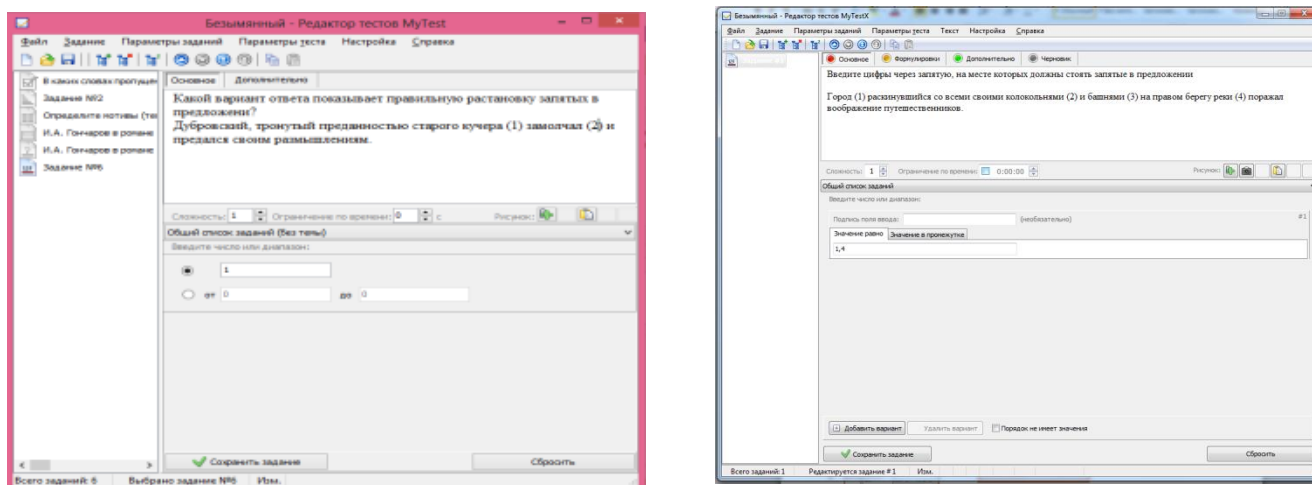 Безымянный - Редактор тестов MyTest
Файл Задание Параметры заданий Параметры теста Настройка Справка
В каких словах пропущен
Задание №2
Определите мотивы (те
И.А. Гончаров в романе
И.А. Гончаров в романе
Задание №6
Основное Дополнительно
Какой вариант ответа показывает правильную растановку запятых в
предложени?
Дубровский, тронутый преданностью старого кучера (1) замолчал (2) и
предался своим размышлениям.
Сложность: 1 Ограничение по времени: 0 с Рисунок:
Общий список заданий (Без темы)
Введите число или диапазон:
1
от 0 до 0
Сохранить задание Сбросить
Всего заданий: 6 Выбрано задание №6 Изм.
Безымянный - Редактор тестов MyTestX
Файл Задание Параметры заданий Параметры теста Текст Настройка Справка
Основное Формулировки Дополнительно Черновик
Введите цифры через запятую, на месте которых должны стоять запятые в предложении
Город (1) раскинувшийся со всеми своими колокольнями (2) и башнями (3) на правом берегу реки (4) поражал
воображение путешественников.
Сложность: 1 Ограничение по времени: 0:00:00 Рисунок:
Общий список заданий
Введите число или диапазон:
Подпись поля ввода: (необязательно) #1
Значение равно Значение в промежутке
1,4
Добавить вариант Удалить вариант Порядок не имеет значения
Сохранить задание Сбросить
Всего заданий: 1 Редактируется задание #1 Изм.